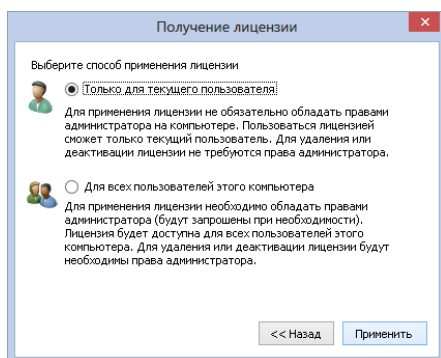 Получение лицензии
Выберите способ применения лицензии
Только для текущего пользователя
Для применения лицензии не обязательно обладать правами
администратора на компьютере. Пользоваться лицензией
сможет только текущий пользователь. Для удаления или
деактивации лицензии не требуются права администратора.
Для всех пользователей этого компьютера
Для применения лицензии необходимо обладать правами
администратора (будут запрошены при необходимости).
Лицензия будет доступна для всех пользователей этого
компьютера. Для удаления или деактивации лицензии будут
необходимы права администратора.
<< Назад Применить